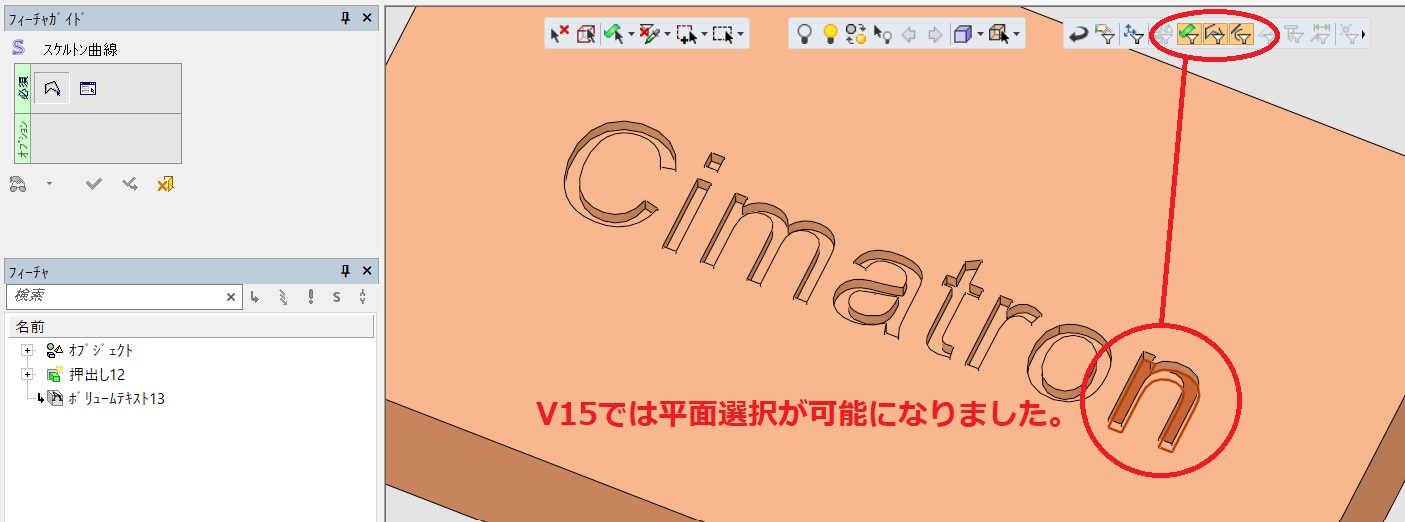 フィーチャガイド
スケルトン曲線
必須
オプション
フィーチャ
検索
名前
オブジェクト
押出し12
ボリュームテキスト13
Cimatron
V15では平面選択が可能になりました。